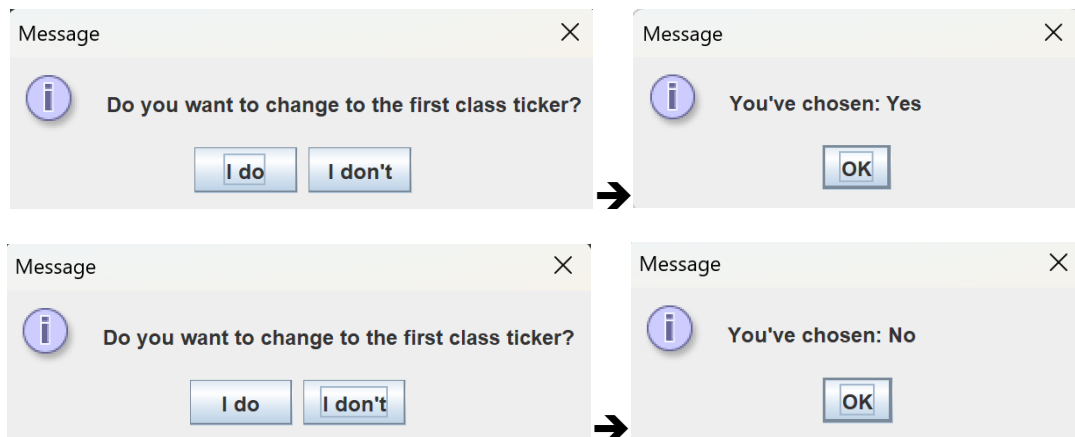 Message
Do you want to change to the first class ticker?
I do
I don't
Message
You've chosen: Yes
OK
Message
Do you want to change to the first class ticker?
I do
I don't
Message
You've chosen: No
OK